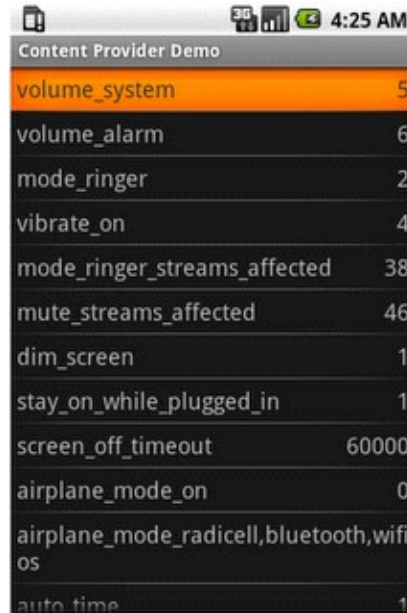 3G 4:25 AM
Content Provider Demo
volume_system 5
volume_alarm 6
mode_ringer 2
vibrate_on 4
mode_ringer_streams_affected 38
mute_streams_affected 46
dim_screen 1
stay_on_while_plugged_in 1
screen_off_timeout 60000
airplane_mode_on 0
airplane_mode_radicell,bluetooth,wifi
os
auto_time 1